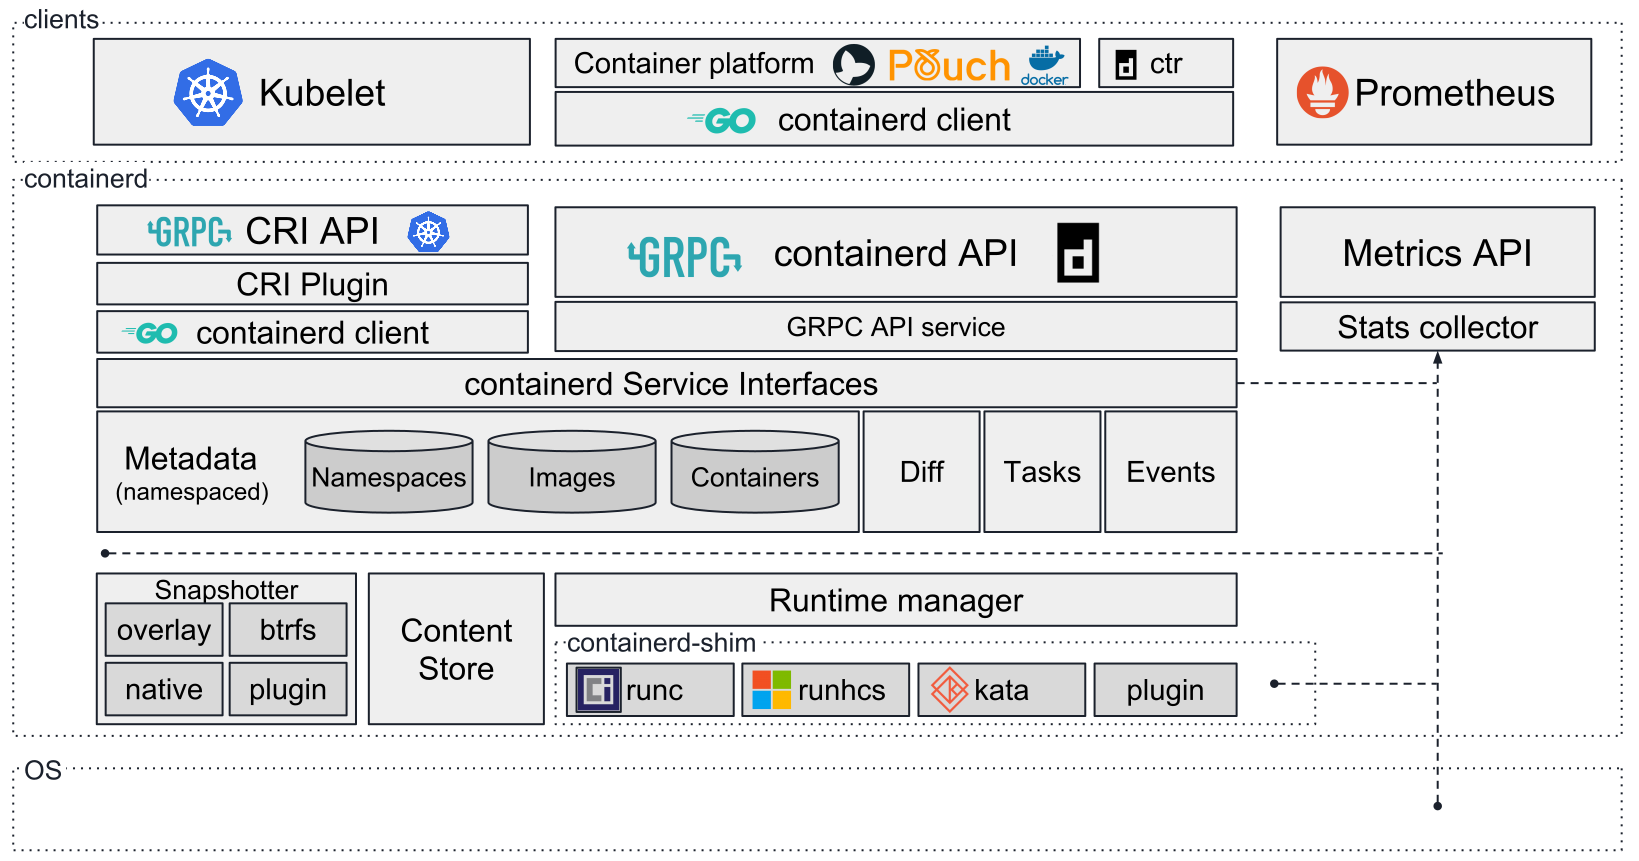 clients
Kubelet
Container platform
Pouch
docker
ctr
GO
containerd client
Prometheus
containerd
GRPC
CRI API
CRI Plugin
GO
containerd client
GRPC
containerd API
d
GRPC API service
Metrics API
Stats collector
containerd Service Interfaces
Metadata
(namespaced)
Namespaces
Images
Containers
Diff
Tasks
Events
Snapshotter
overlay
btrfs
native
plugin
Content
Store
Runtime manager
containerd-shim
runc
runhcs
kata
plugin
OS